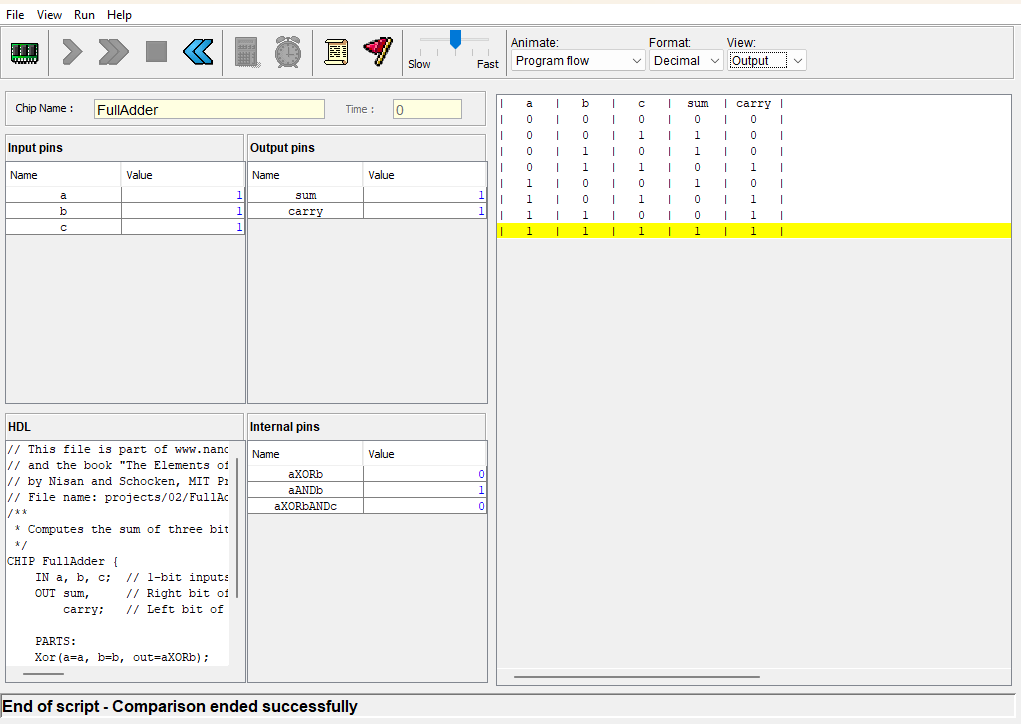 File View Run Help
Animate: Format: View:
Slow Fast Program flow Decimal Output
Chip Name : FullAdder Time : 0
Input pins
Name Value
a 1
b 1
c 1
Output pins
Name Value
sum 1
carry 1
HDL
// This file is part of www.nand
// and the book "The Elements of
// by Nisan and Schocken, MIT Pr
// File name: projects/02/FullAd
/**
* Computes the sum of three bit
*/
CHIP FullAdder {
IN a, b, c; // 1-bit inputs
OUT sum, // Right bit of
carry; // Left bit of
PARTS:
Xor(a=a, b=b, out=aXORb);
Internal pins
Name Value
aXORb 0
aANDb 1
aXORbANDc 0
| a | b | c | sum | carry |
| 0 | 0 | 0 | 0 | 0 |
| 0 | 0 | 1 | 1 | 0 |
| 0 | 1 | 0 | 1 | 0 |
| 0 | 1 | 1 | 0 | 1 |
| 1 | 0 | 0 | 1 | 0 |
| 1 | 0 | 1 | 0 | 1 |
| 1 | 1 | 0 | 0 | 1 |
| 1 | 1 | 1 | 1 | 1 |
End of script - Comparison ended successfully